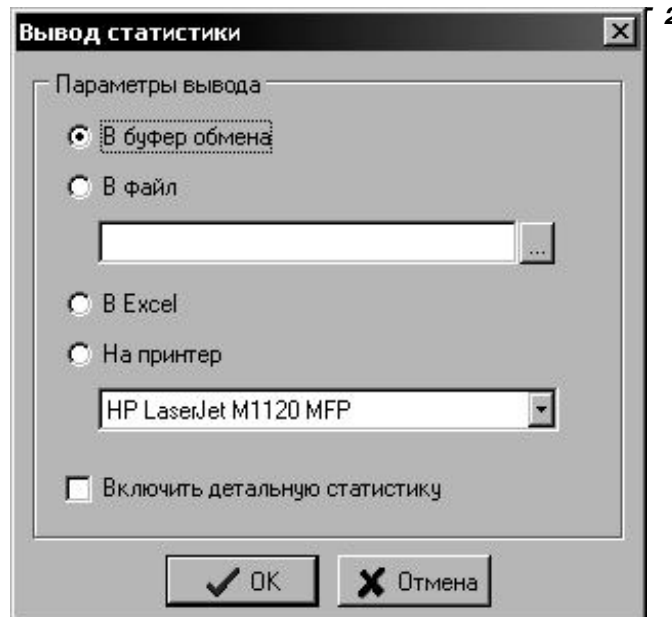 Вывод статистики
Параметры вывода
В буфер обмена
В файл
...
В Excel
На принтер
HP LaserJet M1120 MFP
Включить детальную статистику
OK
Отмена